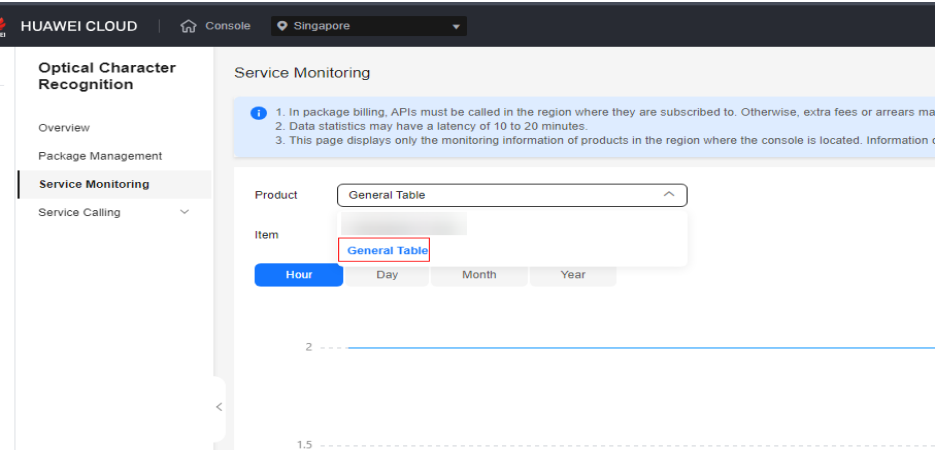 HUAWEI CLOUD
Console
Singapore
Optical Character
Recognition
Overview
Package Management
Service Monitoring
Service Calling
Service Monitoring
1. In package billing, APIs must be called in the region where they are subscribed to. Otherwise, extra fees or arrears ma
2. Data statistics may have a latency of 10 to 20 minutes.
3. This page displays only the monitoring information of products in the region where the console is located. Information
Product
General Table
Item
General Table
Hour Day Month Year
2
1.5